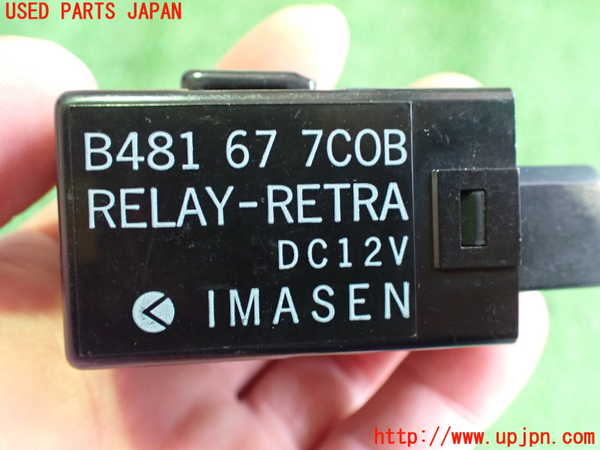 USED PARTS JAPAN
B481 67 7C0B
RELAY-RETRA
DC12V
IMASEN
http://www.upjpn.com